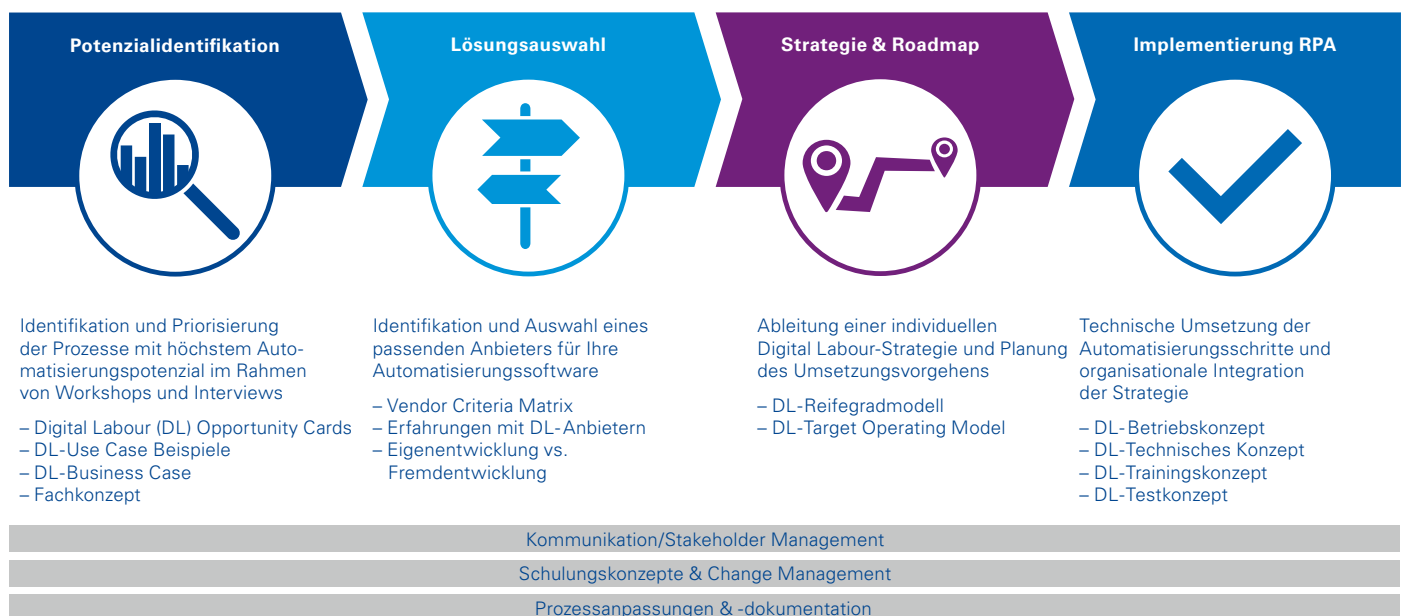 Potenzialidentifikation
Lösungsauswahl
Strategie & Roadmap
Implementierung RPA
Identifikation und Priorisierung
der Prozesse mit höchstem Auto-
matisierungspotenzial im Rahmen
von Workshops und Interviews
– Digital Labour (DL) Opportunity Cards
– DL-Use Case Beispiele
– DL-Business Case
– Fachkonzept
Identifikation und Auswahl eines
passenden Anbieters für Ihre
Automatisierungssoftware
– Vendor Criteria Matrix
– Erfahrungen mit DL-Anbietern
– Eigenentwicklung vs.
Fremdentwicklung
Ableitung einer individuellen
Digital Labour-Strategie und Planung
des Umsetzungsvorgehens
– DL-Reifegradmodell
– DL-Target Operating Model
Technische Umsetzung der
Automatisierungsschritte und
organisationale Integration
der Strategie
– DL-Betriebskonzept
– DL-Technisches Konzept
– DL-Trainingskonzept
– DL-Testkonzept
Kommunikation/Stakeholder Management
Schulungskonzepte & Change Management
Prozessanpassungen & -dokumentation